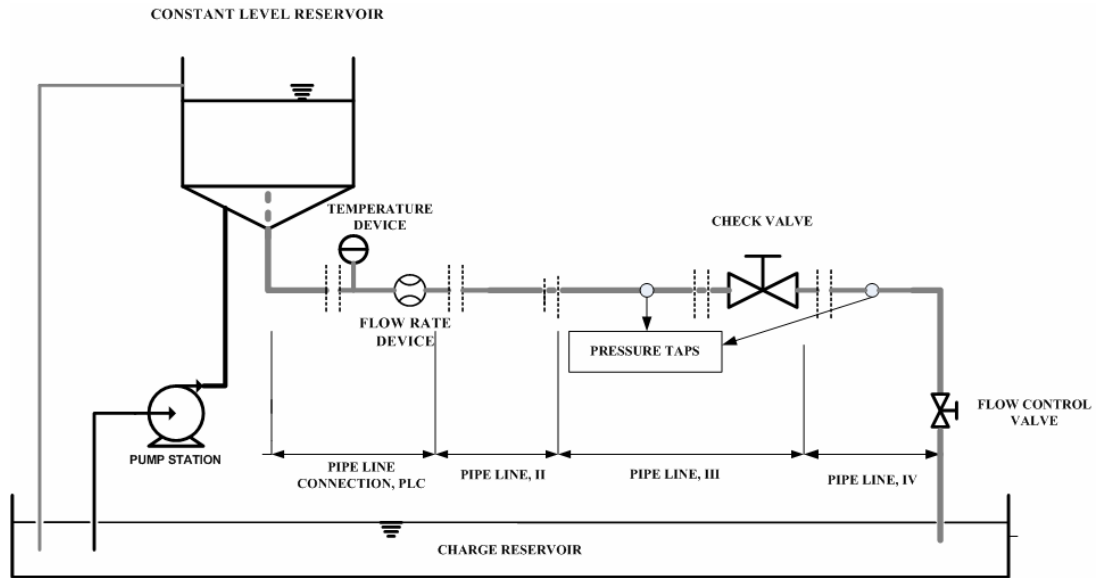 CONSTANT LEVEL RESERVOIR
TEMPERATURE
DEVICE
CHECK VALVE
FLOW RATE
DEVICE
PRESSURE TAPS
FLOW CONTROL
VALVE
PUMP STATION
PIPE LINE
CONNECTION, PLC
PIPE LINE, II
PIPE LINE, III
PIPE LINE, IV
CHARGE RESERVOIR